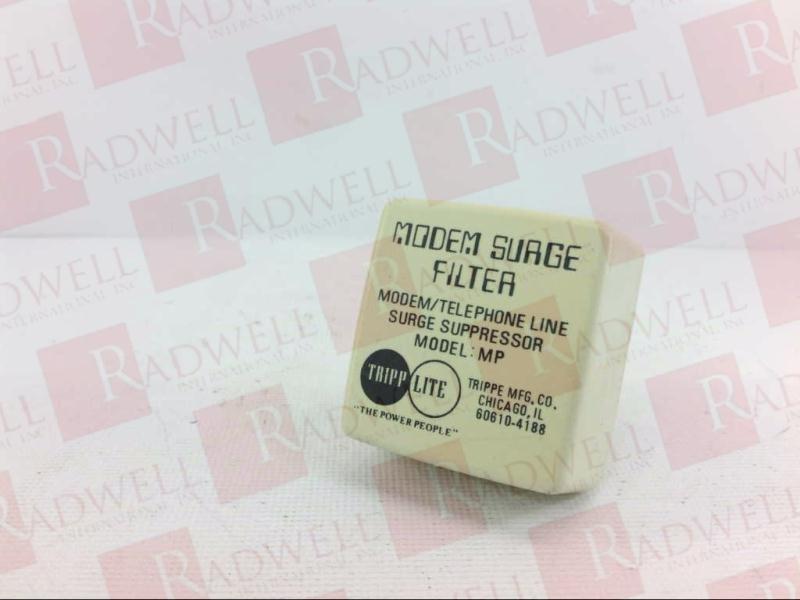 MODEM SURGE
FILTER
MODEM/TELEPHONE LINE
SURGE SUPPRESSOR
MODEL: MP
TRIPP LITE
TRIPPE MFG. CO.
CHICAGO, IL
60610-4188
"THE POWER PEOPLE"
RADWELL
INTERNATIONAL, INC.